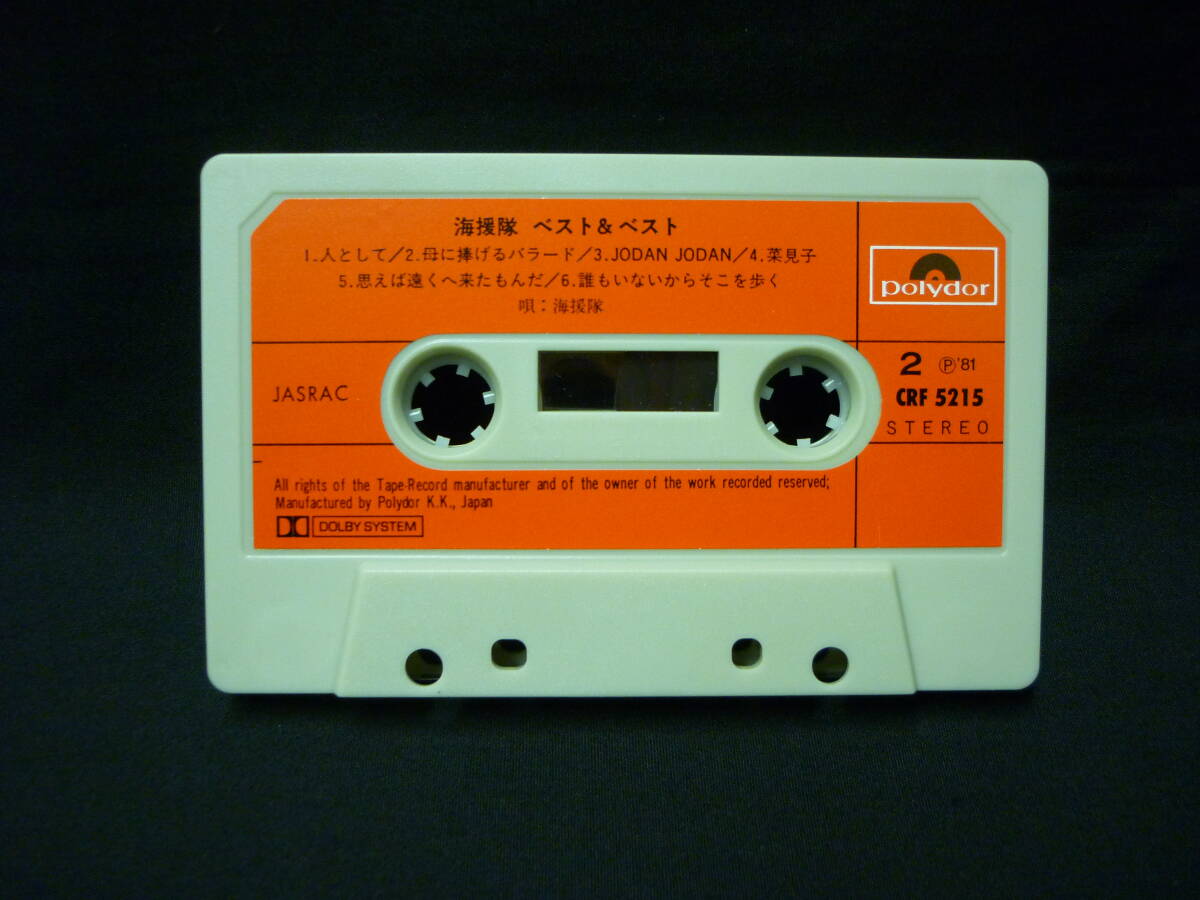 海援隊 ベスト&ベスト
1.人として/2.母に捧げるバラード/3.JODAN JODAN/4.菜見子
5.思えば遠くへ来たもんだ/6.誰もいないからそこを歩く
唄:海援隊
polydor
JASRAC
2 Ⓟ'81
CRF 5215
STEREO
All rights of the Tape-Record manufacturer and of the owner of the work recorded reserved;
Manufactured by Polydor K.K., Japan
DOLBY SYSTEM